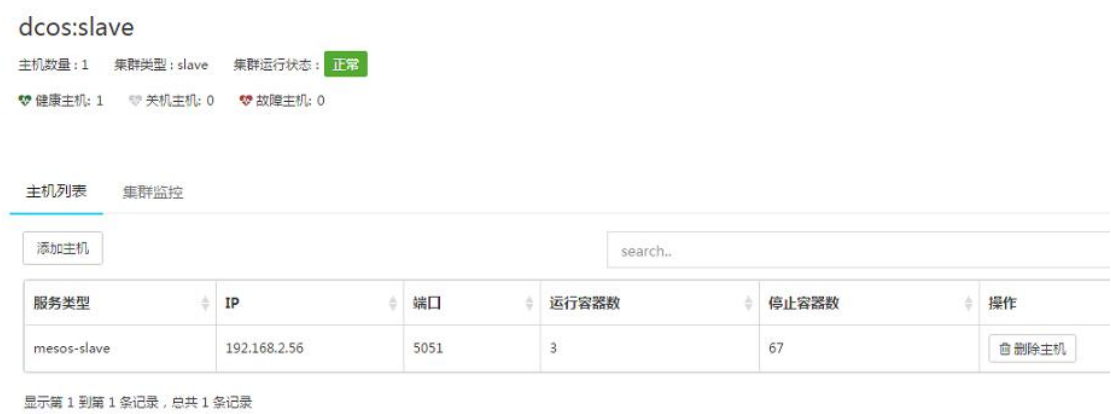 dcos:slave
主机数量 : 1 集群类型 : slave 集群运行状态 : 正常
健康主机: 1 关机主机: 0 故障主机: 0
主机列表 集群监控
添加主机 search..
服务类型 IP 端口 运行容器数 停止容器数 操作
mesos-slave 192.168.2.56 5051 3 67 删除主机
显示第 1 到第 1 条记录，总共 1 条记录